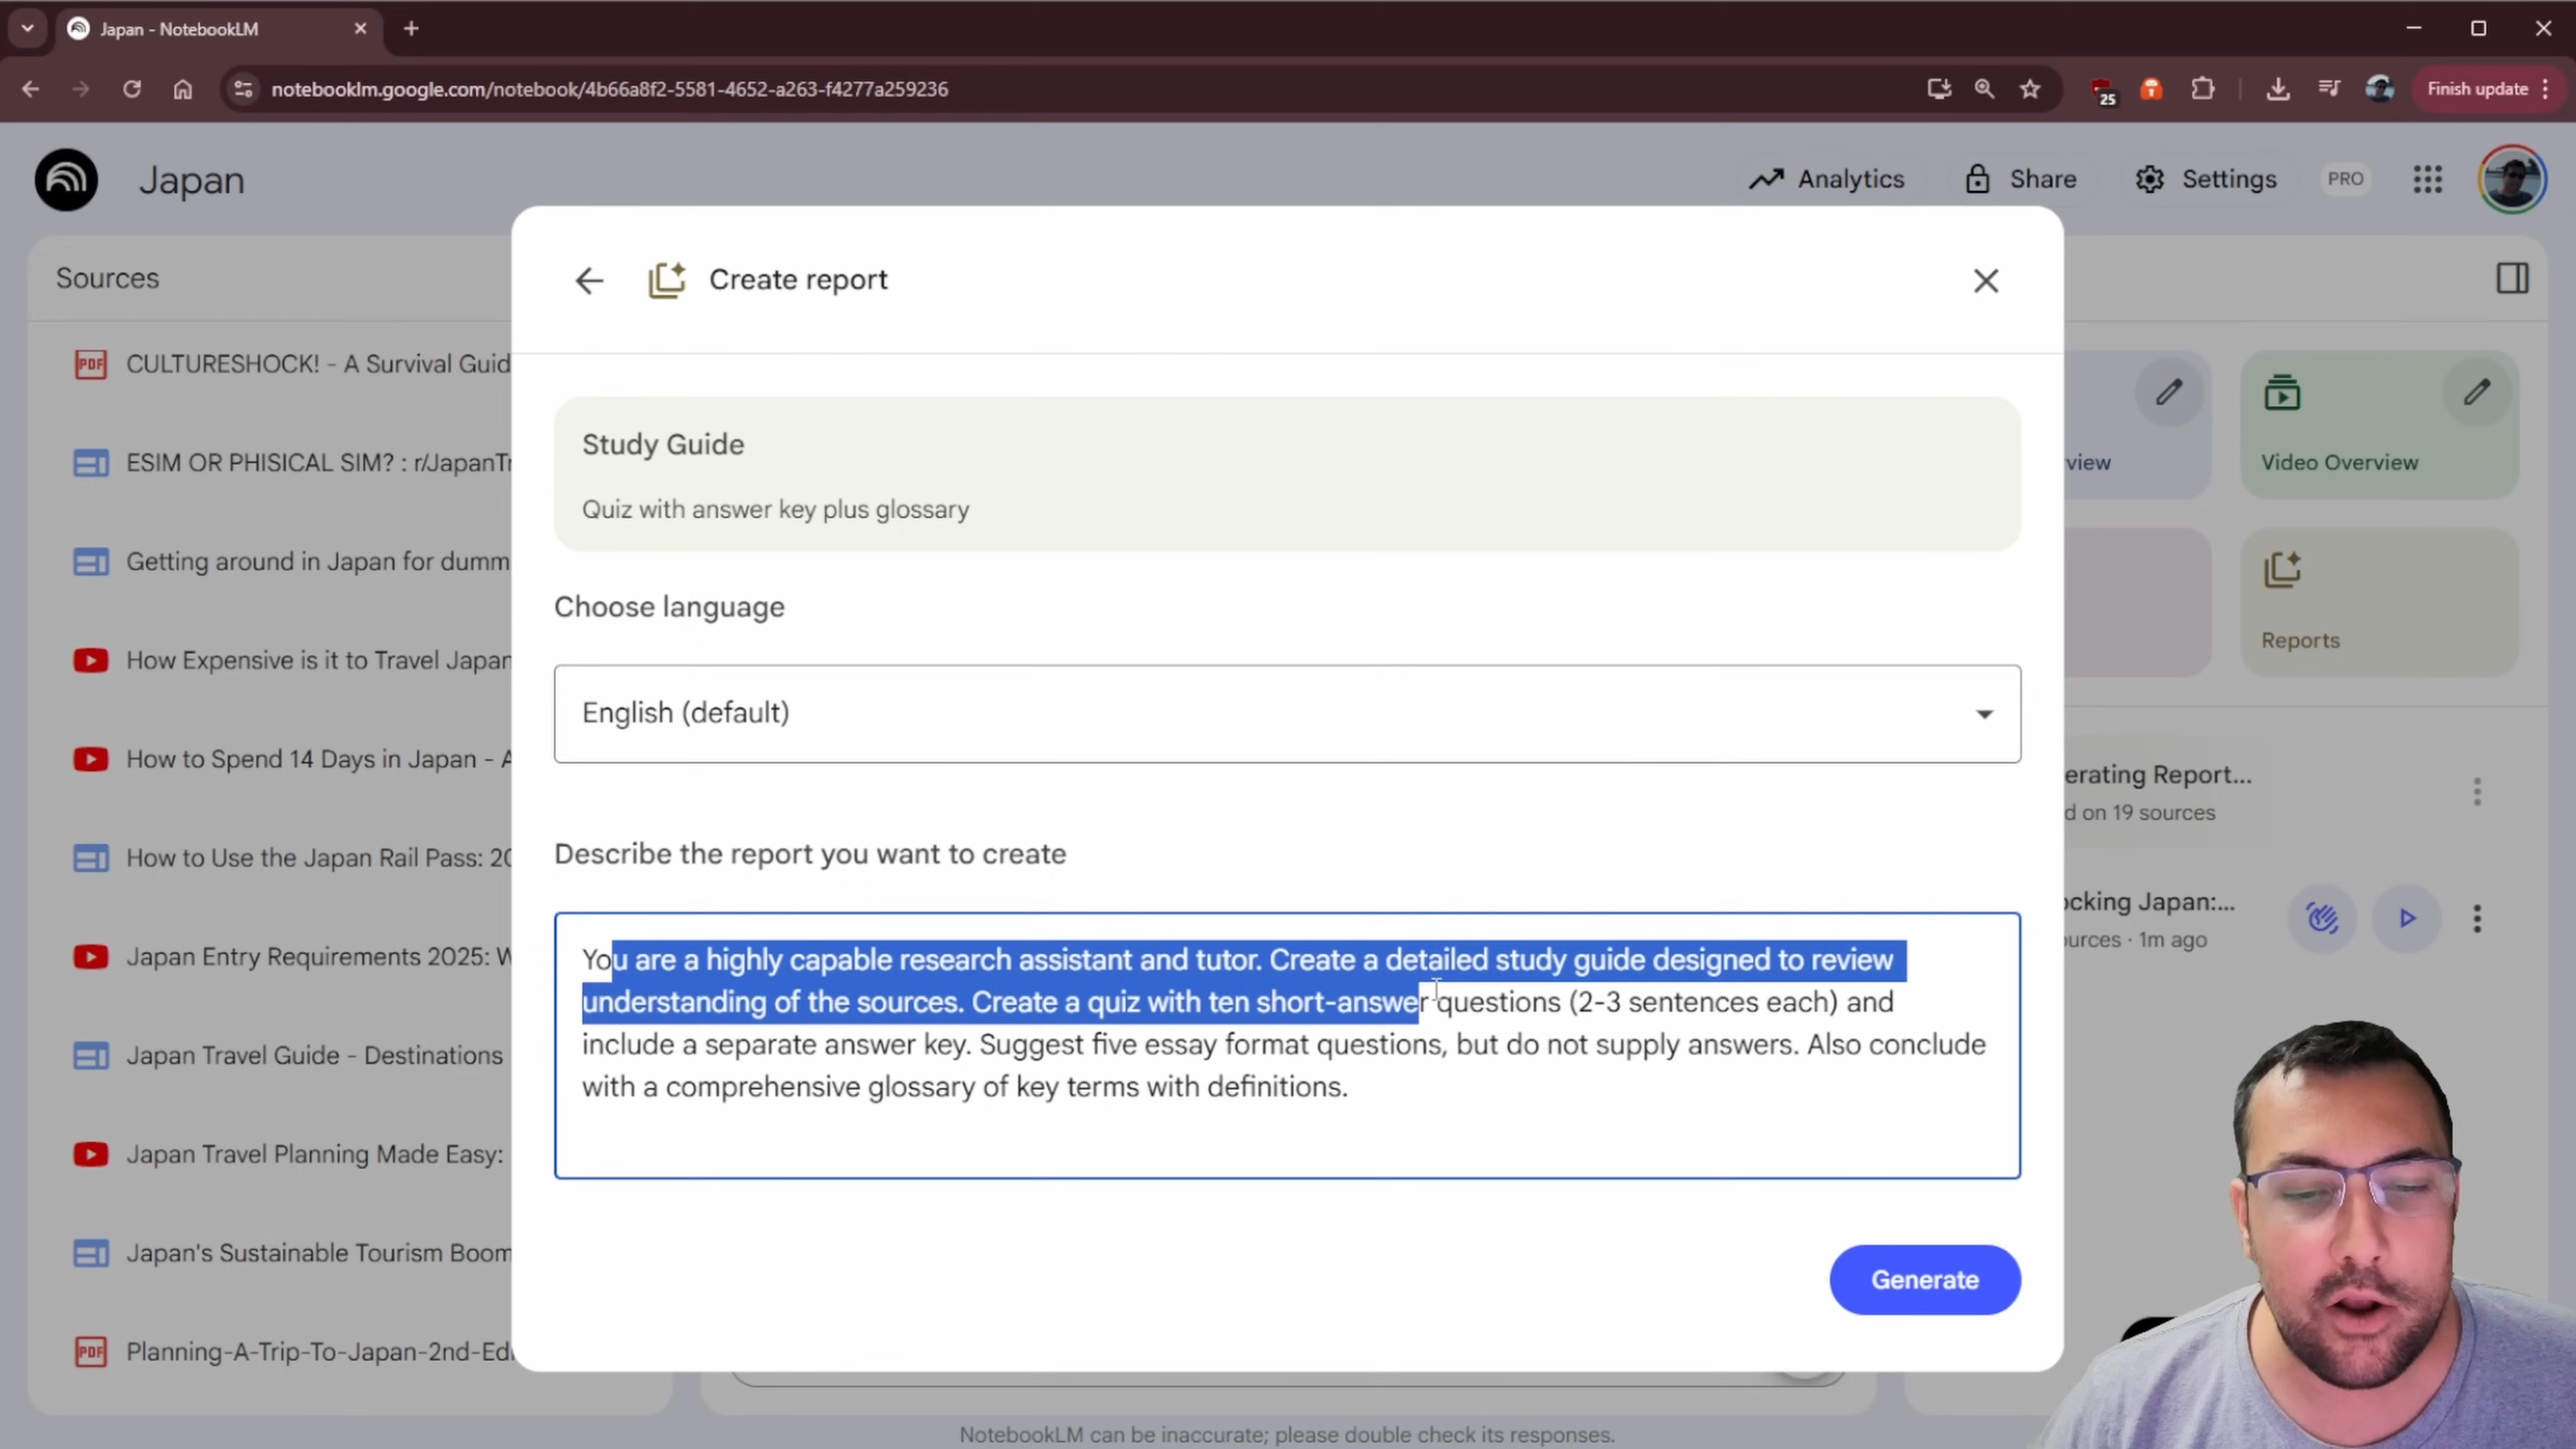 Japan - NotebookLM
notebooklm.google.com/notebook/4b66a8f2-5581-4652-a263-f4277a259236
25
Finish update
Japan
Analytics
Share
Settings
PRO
Sources
CULTURESHOCK! - A Survival Guid
ESIM OR PHISICAL SIM? : r/JapanTr
Getting around in Japan for dumm
How Expensive is it to Travel Japan
How to Spend 14 Days in Japan - A
How to Use the Japan Rail Pass: 20
Japan Entry Requirements 2025: W
Japan Travel Guide - Destinations
Japan Travel Planning Made Easy:
Japan's Sustainable Tourism Boom
PDF
PDF
Planning-A-Trip-To-Japan-2nd-Edi
Create report
Study Guide
Quiz with answer key plus glossary
Choose language
English (default)
Describe the report you want to create
You are a highly capable research assistant and tutor. Create a detailed study guide designed to review
understanding of the sources. Create a quiz with ten short-answer questions (2-3 sentences each) and
include a separate answer key. Suggest five essay format questions, but do not supply answers. Also conclude
with a comprehensive glossary of key terms with definitions.
Generate
view
Video Overview
Reports
erating Report...
d on 19 sources
ocking Japan:...
ources · 1m ago
NotebookLM can be inaccurate; please double check its responses.